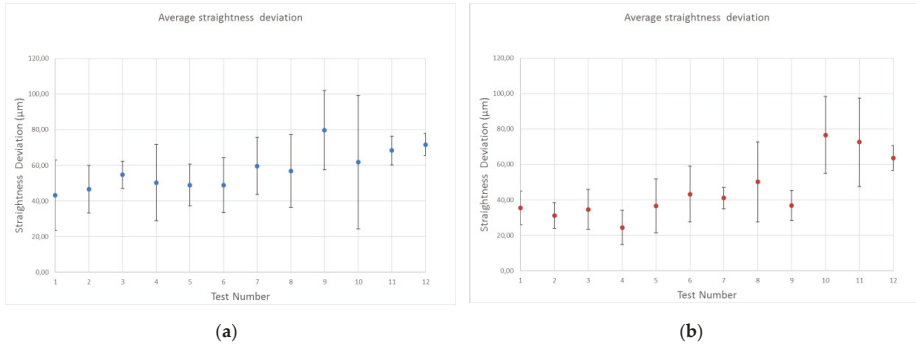 Average straightness deviation
120,00
100,00
80,00
60,00
40,00
20,00
0,00
Straightness Deviation (µm)
1 2 3 4 5 6 7 8 9 10 11 12
Test Number
(a)
Average straightness deviation
120,00
100,00
80,00
60,00
40,00
20,00
0,00
Straightness Deviation (µm)
1 2 3 4 5 6 7 8 9 10 11 12
Test Number
(b)